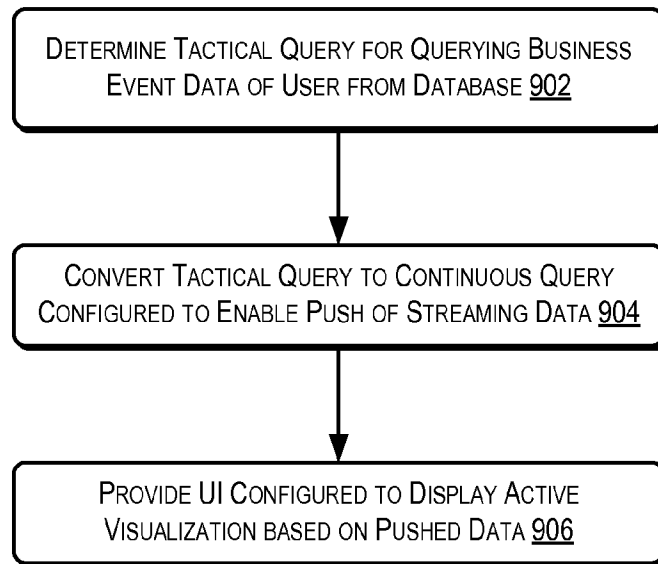 DETERMINE TACTICAL QUERY FOR QUERYING BUSINESS
EVENT DATA OF USER FROM DATABASE 902
CONVERT TACTICAL QUERY TO CONTINUOUS QUERY
CONFIGURED TO ENABLE PUSH OF STREAMING DATA 904
PROVIDE UI CONFIGURED TO DISPLAY ACTIVE
VISUALIZATION BASED ON PUSHED DATA 906